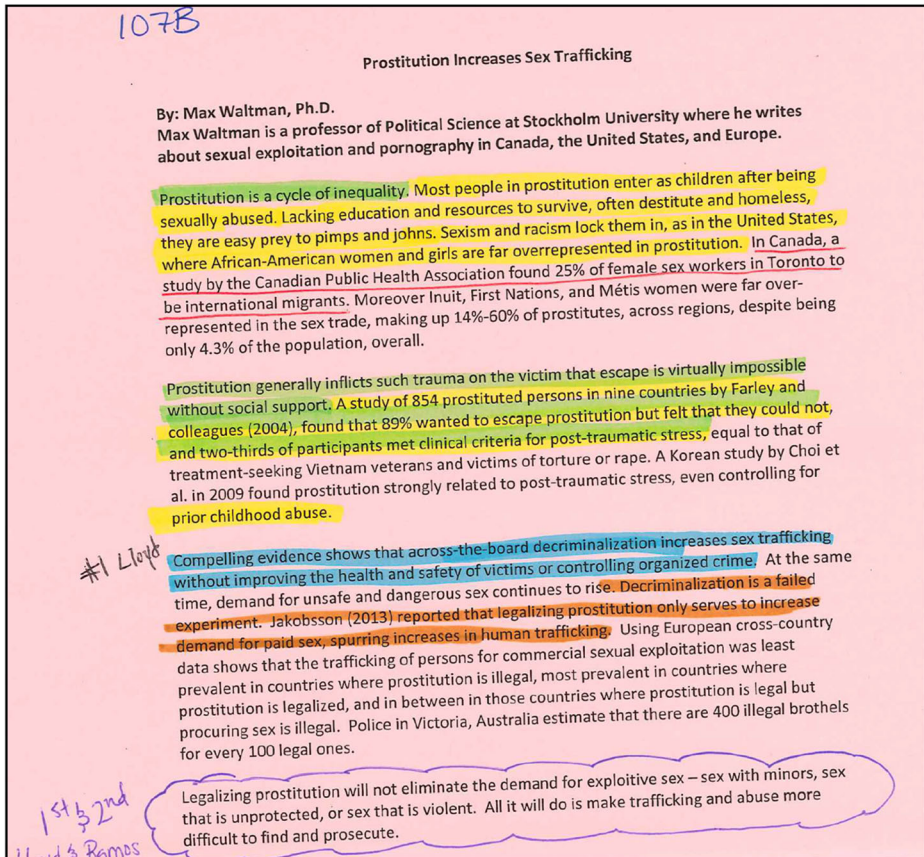 107B
Prostitution Increases Sex Trafficking
By: Max Waltman, Ph.D.
Max Waltman is a professor of Political Science at Stockholm University where he writes
about sexual exploitation and pornography in Canada, the United States, and Europe.
Prostitution is a cycle of inequality. Most people in prostitution enter as children after being
sexually abused. Lacking education and resources to survive, often destitute and homeless,
they are easy prey to pimps and johns. Sexism and racism lock them in, as in the United States,
where African-American women and girls are far overrepresented in prostitution. In Canada, a
study by the Canadian Public Health Association found 25% of female sex workers in Toronto to
be international migrants. Moreover Inuit, First Nations, and Métis women were far over-
represented in the sex trade, making up 14%-60% of prostitutes, across regions, despite being
only 4.3% of the population, overall.
Prostitution generally inflicts such trauma on the victim that escape is virtually impossible
without social support. A study of 854 prostituted persons in nine countries by Farley and
colleagues (2004), found that 89% wanted to escape prostitution but felt that they could not,
and two-thirds of participants met clinical criteria for post-traumatic stress, equal to that of
treatment-seeking Vietnam veterans and victims of torture or rape. A Korean study by Choi et
al. in 2009 found prostitution strongly related to post-traumatic stress, even controlling for
prior childhood abuse.
#1 Lloyd
Compelling evidence shows that across-the-board decriminalization increases sex trafficking
without improving the health and safety of victims or controlling organized crime. At the same
time, demand for unsafe and dangerous sex continues to rise. Decriminalization is a failed
experiment. Jakobsson (2013) reported that legalizing prostitution only serves to increase
demand for paid sex, spurring increases in human trafficking. Using European cross-country
data shows that the trafficking of persons for commercial sexual exploitation was least
prevalent in countries where prostitution is illegal, most prevalent in countries where
prostitution is legalized, and in between in those countries where prostitution is legal but
procuring sex is illegal. Police in Victoria, Australia estimate that there are 400 illegal brothels
for every 100 legal ones.
1st & 2nd
& Ramos
Legalizing prostitution will not eliminate the demand for exploitive sex – sex with minors, sex
that is unprotected, or sex that is violent. All it will do is make trafficking and abuse more
difficult to find and prosecute.